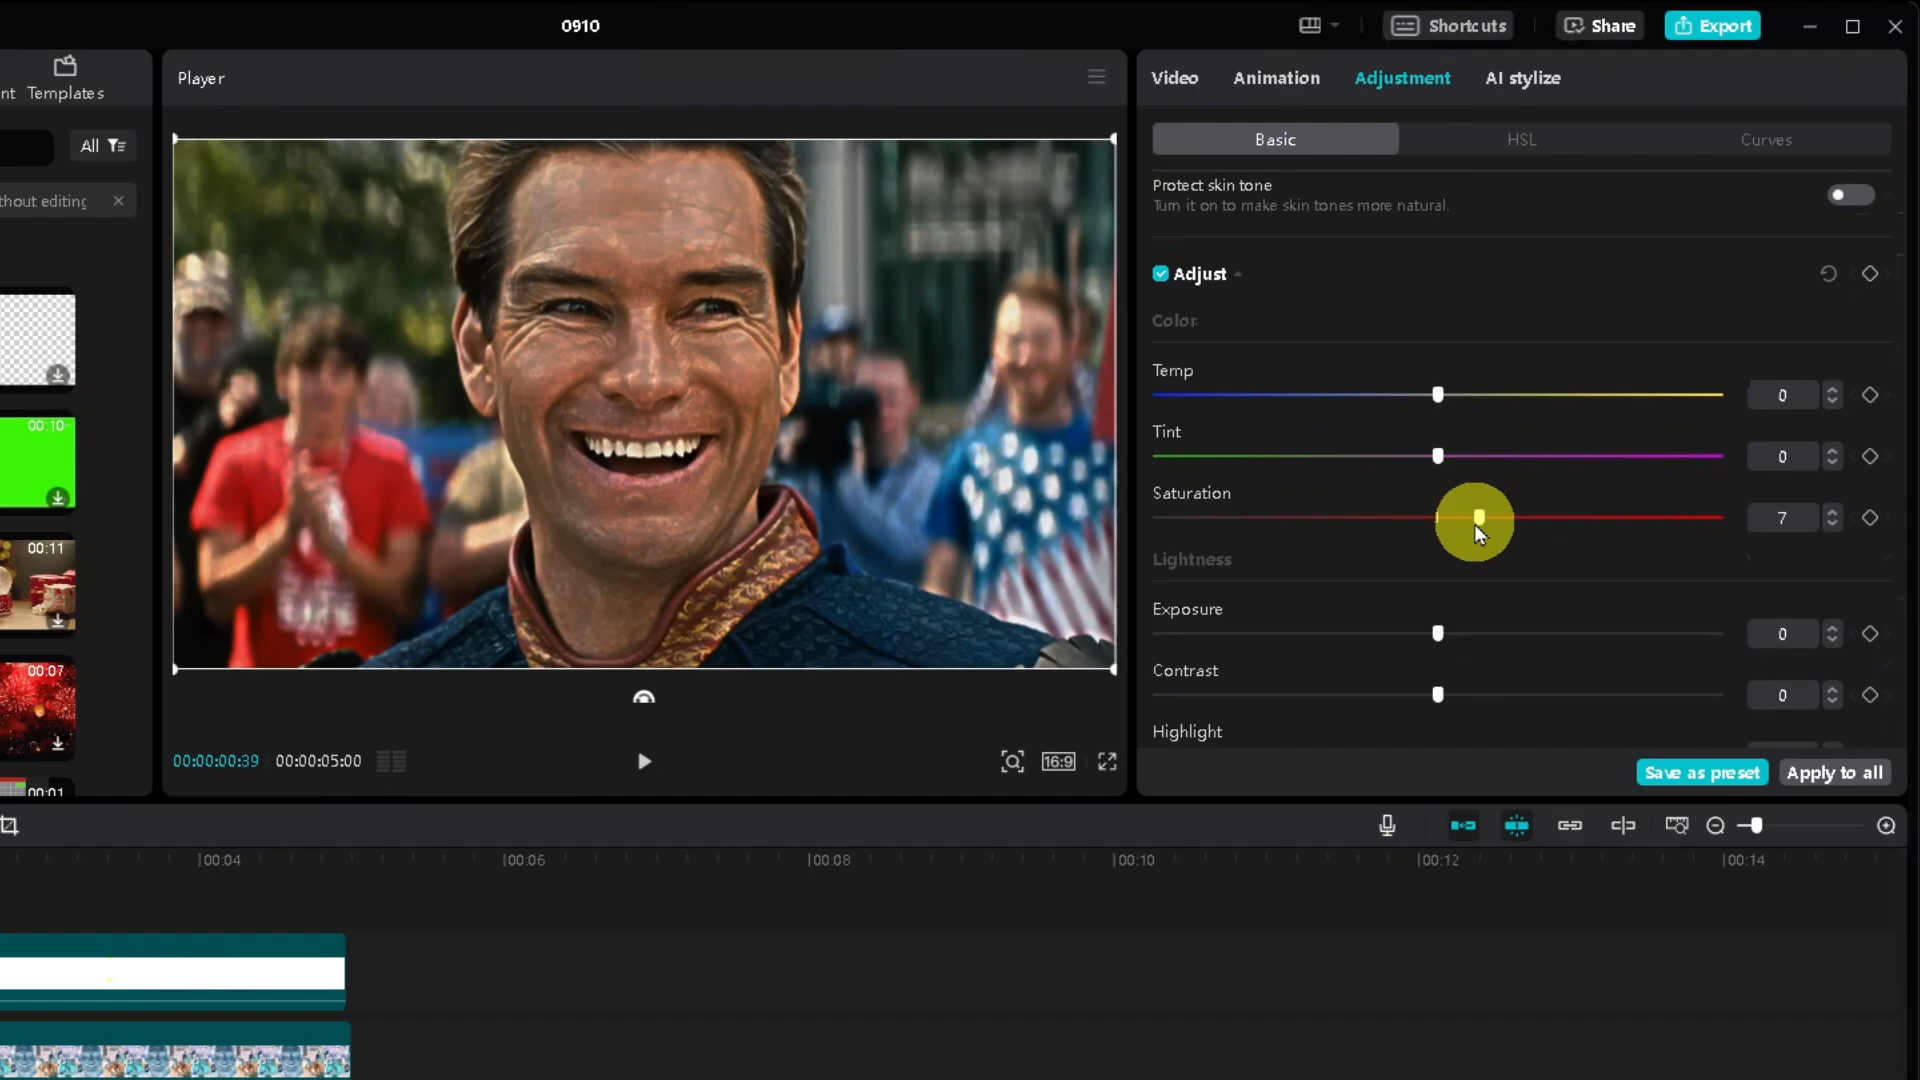 0910
Shortcuts
Share
Export
nt
Templates
Player
Video
Animation
Adjustment
AI stylize
All
Basic
HSL
Curves
thout editing
Protect skin tone
Turn it on to make skin tones more natural.
Adjust
Color
Temp
0
Tint
0
00:10
Saturation
7
00:11
Lightness
Exposure
0
Contrast
0
00:07
Highlight
00:00:00:39
00:00:05:00
16:9
Save as preset
Apply to all
00:01
00:04
00:06
00:08
00:10
00:12
00:14